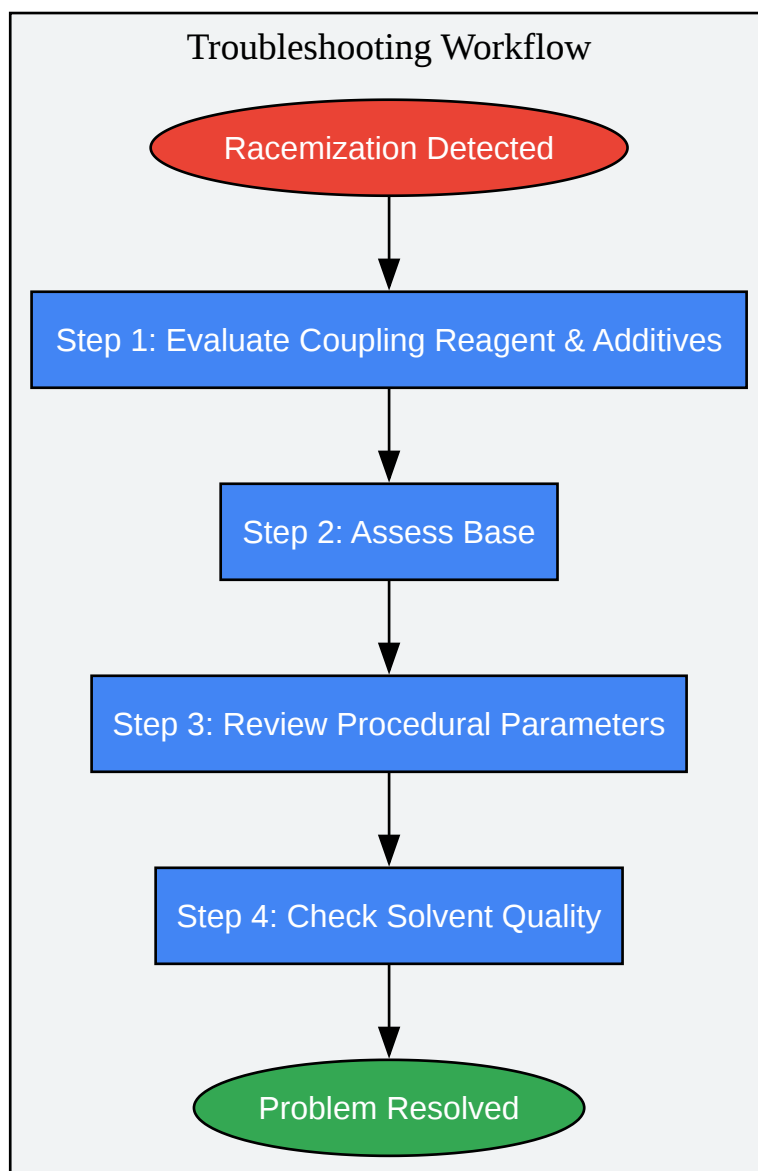 Troubleshooting Workflow
Racemization Detected
Step 1: Evaluate Coupling Reagent & Additives
Step 2: Assess Base
Step 3: Review Procedural Parameters
Step 4: Check Solvent Quality
Problem Resolved